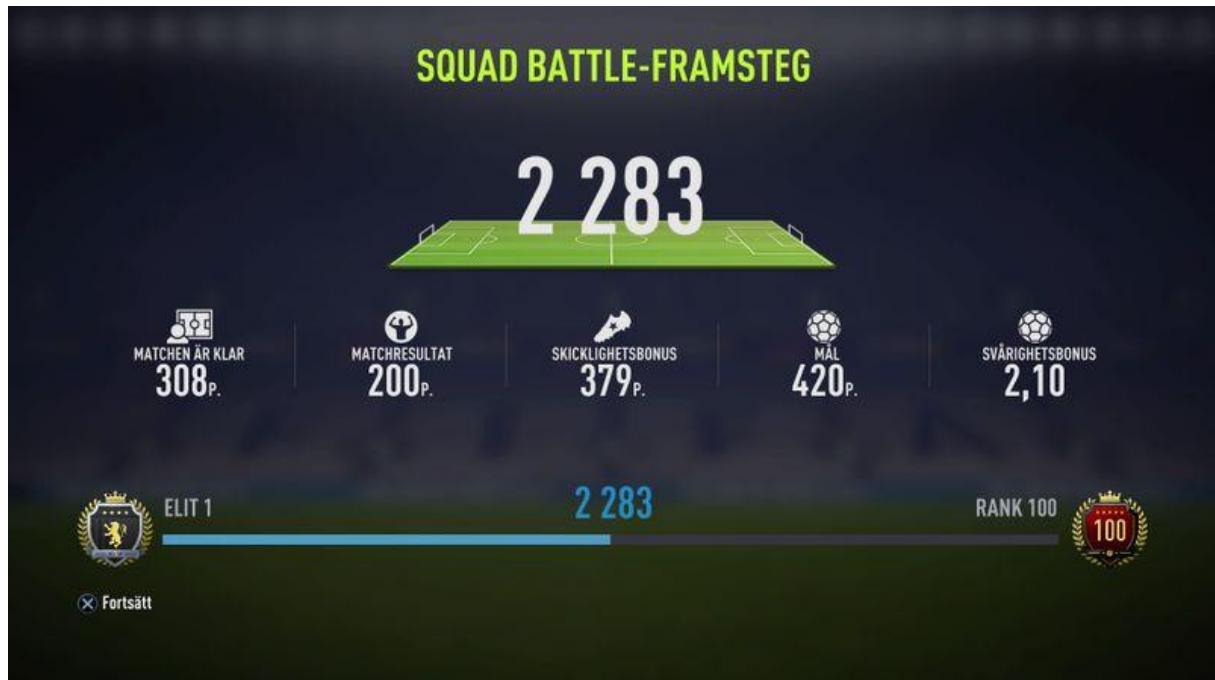 SQUAD BATTLE-FRAMSTEG
2 283
MATCHEN ÄR KLAR
308P.
MATCHRESULTAT
200P.
SKICKLIGHETSBONUS
379P.
MÅL
420P.
SVÅRIGHETSBONUS
2,10
ELIT 1
2 283
RANK 100
100
Fortsätt